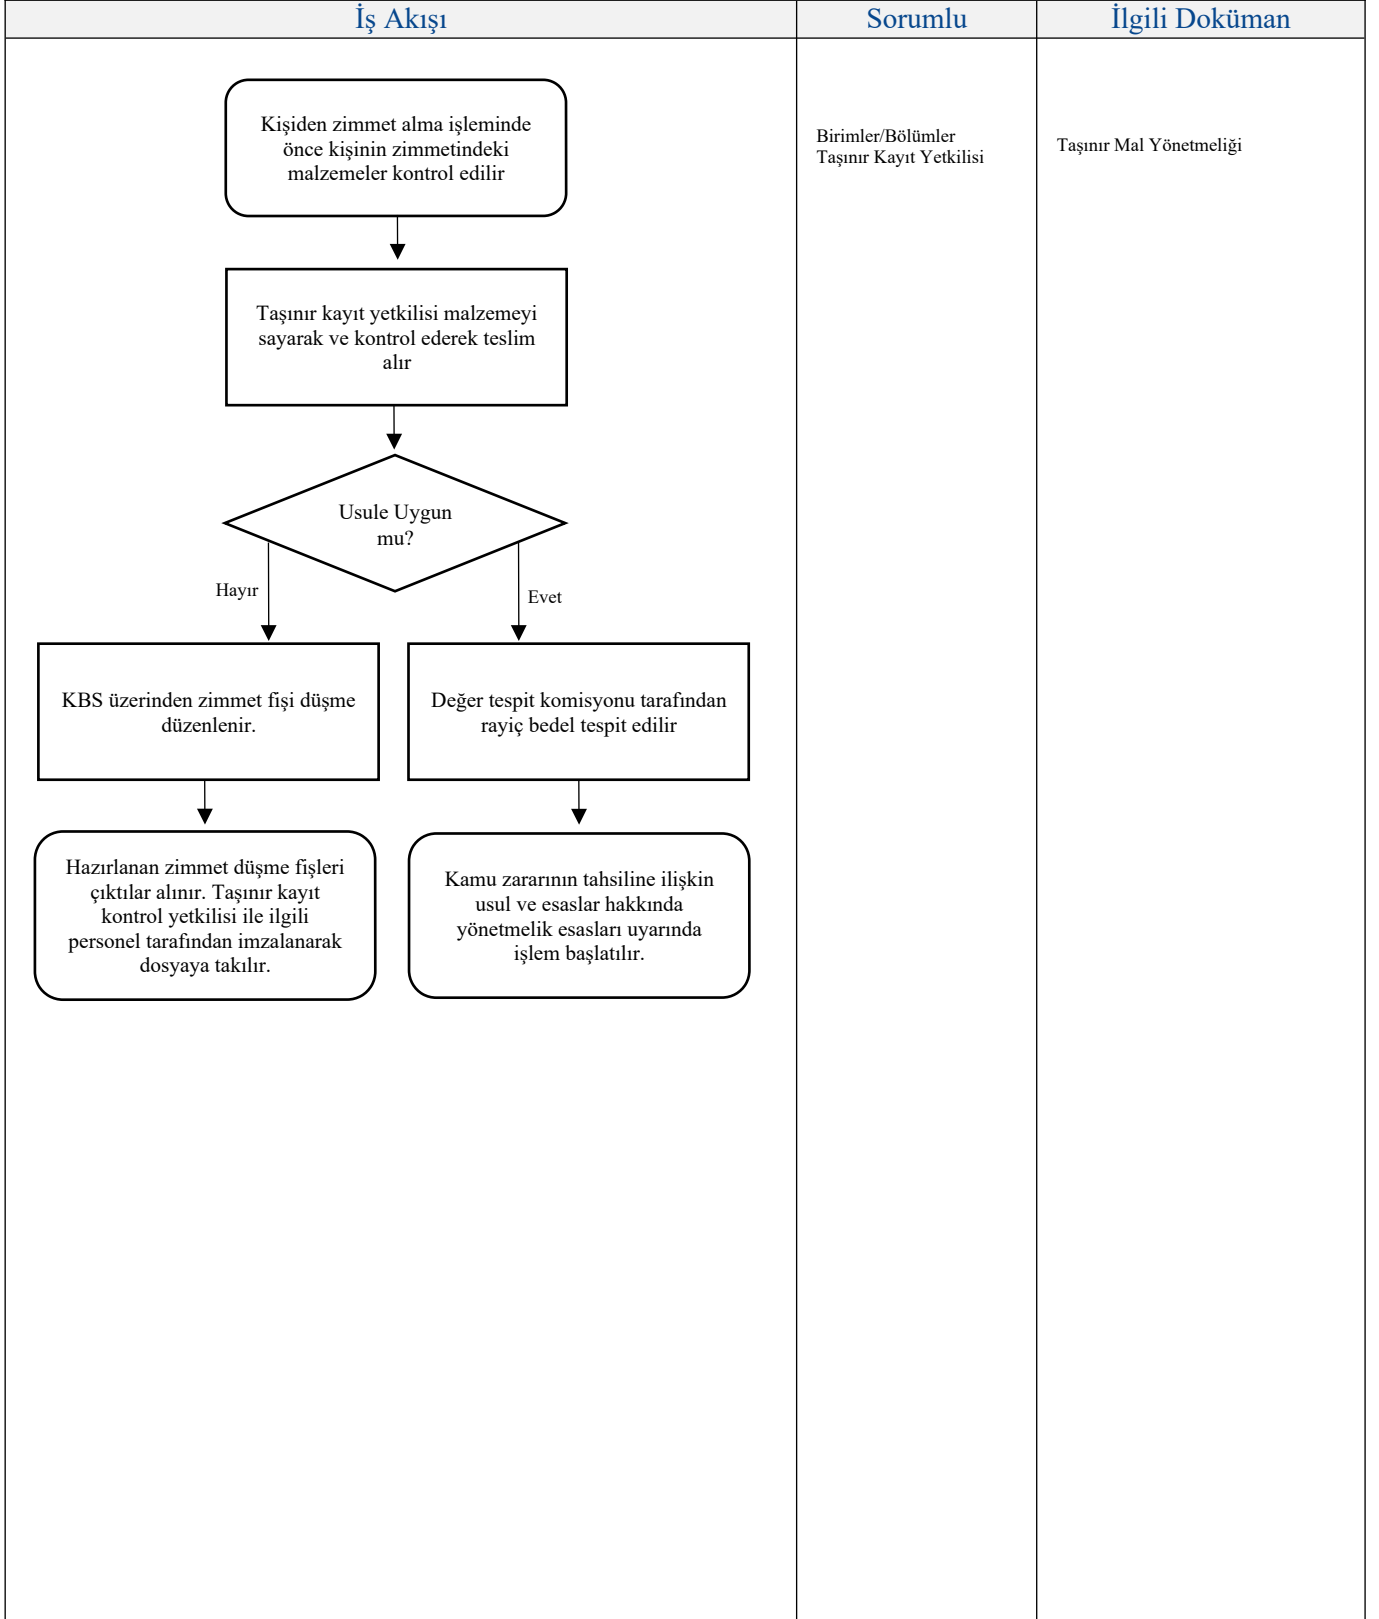 İş Akışı
Sorumlu
İlgili Doküman
Kişiden zimmet alma işleminde
önce kişinin zimmetindeki
malzemeler kontrol edilir
Birimler/Bölümler
Taşınır Kayıt Yetkilisi
Taşınır Mal Yönetmeliği
Taşınır kayıt yetkilisi malzemeyi
sayarak ve kontrol ederek teslim
alır
Usule Uygun
mu?
Hayır
Evet
KBS üzerinden zimmet fişi düşme
düzenlenir.
Değer tespit komisyonu tarafından
rayiç bedel tespit edilir
Hazırlanan zimmet düşme fişleri
çıktılar alınır. Taşınır kayıt
kontrol yetkilisi ile ilgili
personel tarafından imzalanarak
dosyaya takılır.
Kamu zararının tahsiline ilişkin
usul ve esaslar hakkında
yönetmelik esasları uyarında
işlem başlatılır.